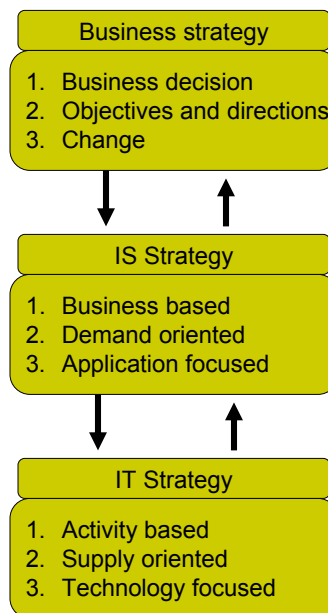 Business strategy
1. Business decision
2. Objectives and directions
3. Change
IS Strategy
1. Business based
2. Demand oriented
3. Application focused
IT Strategy
1. Activity based
2. Supply oriented
3. Technology focused